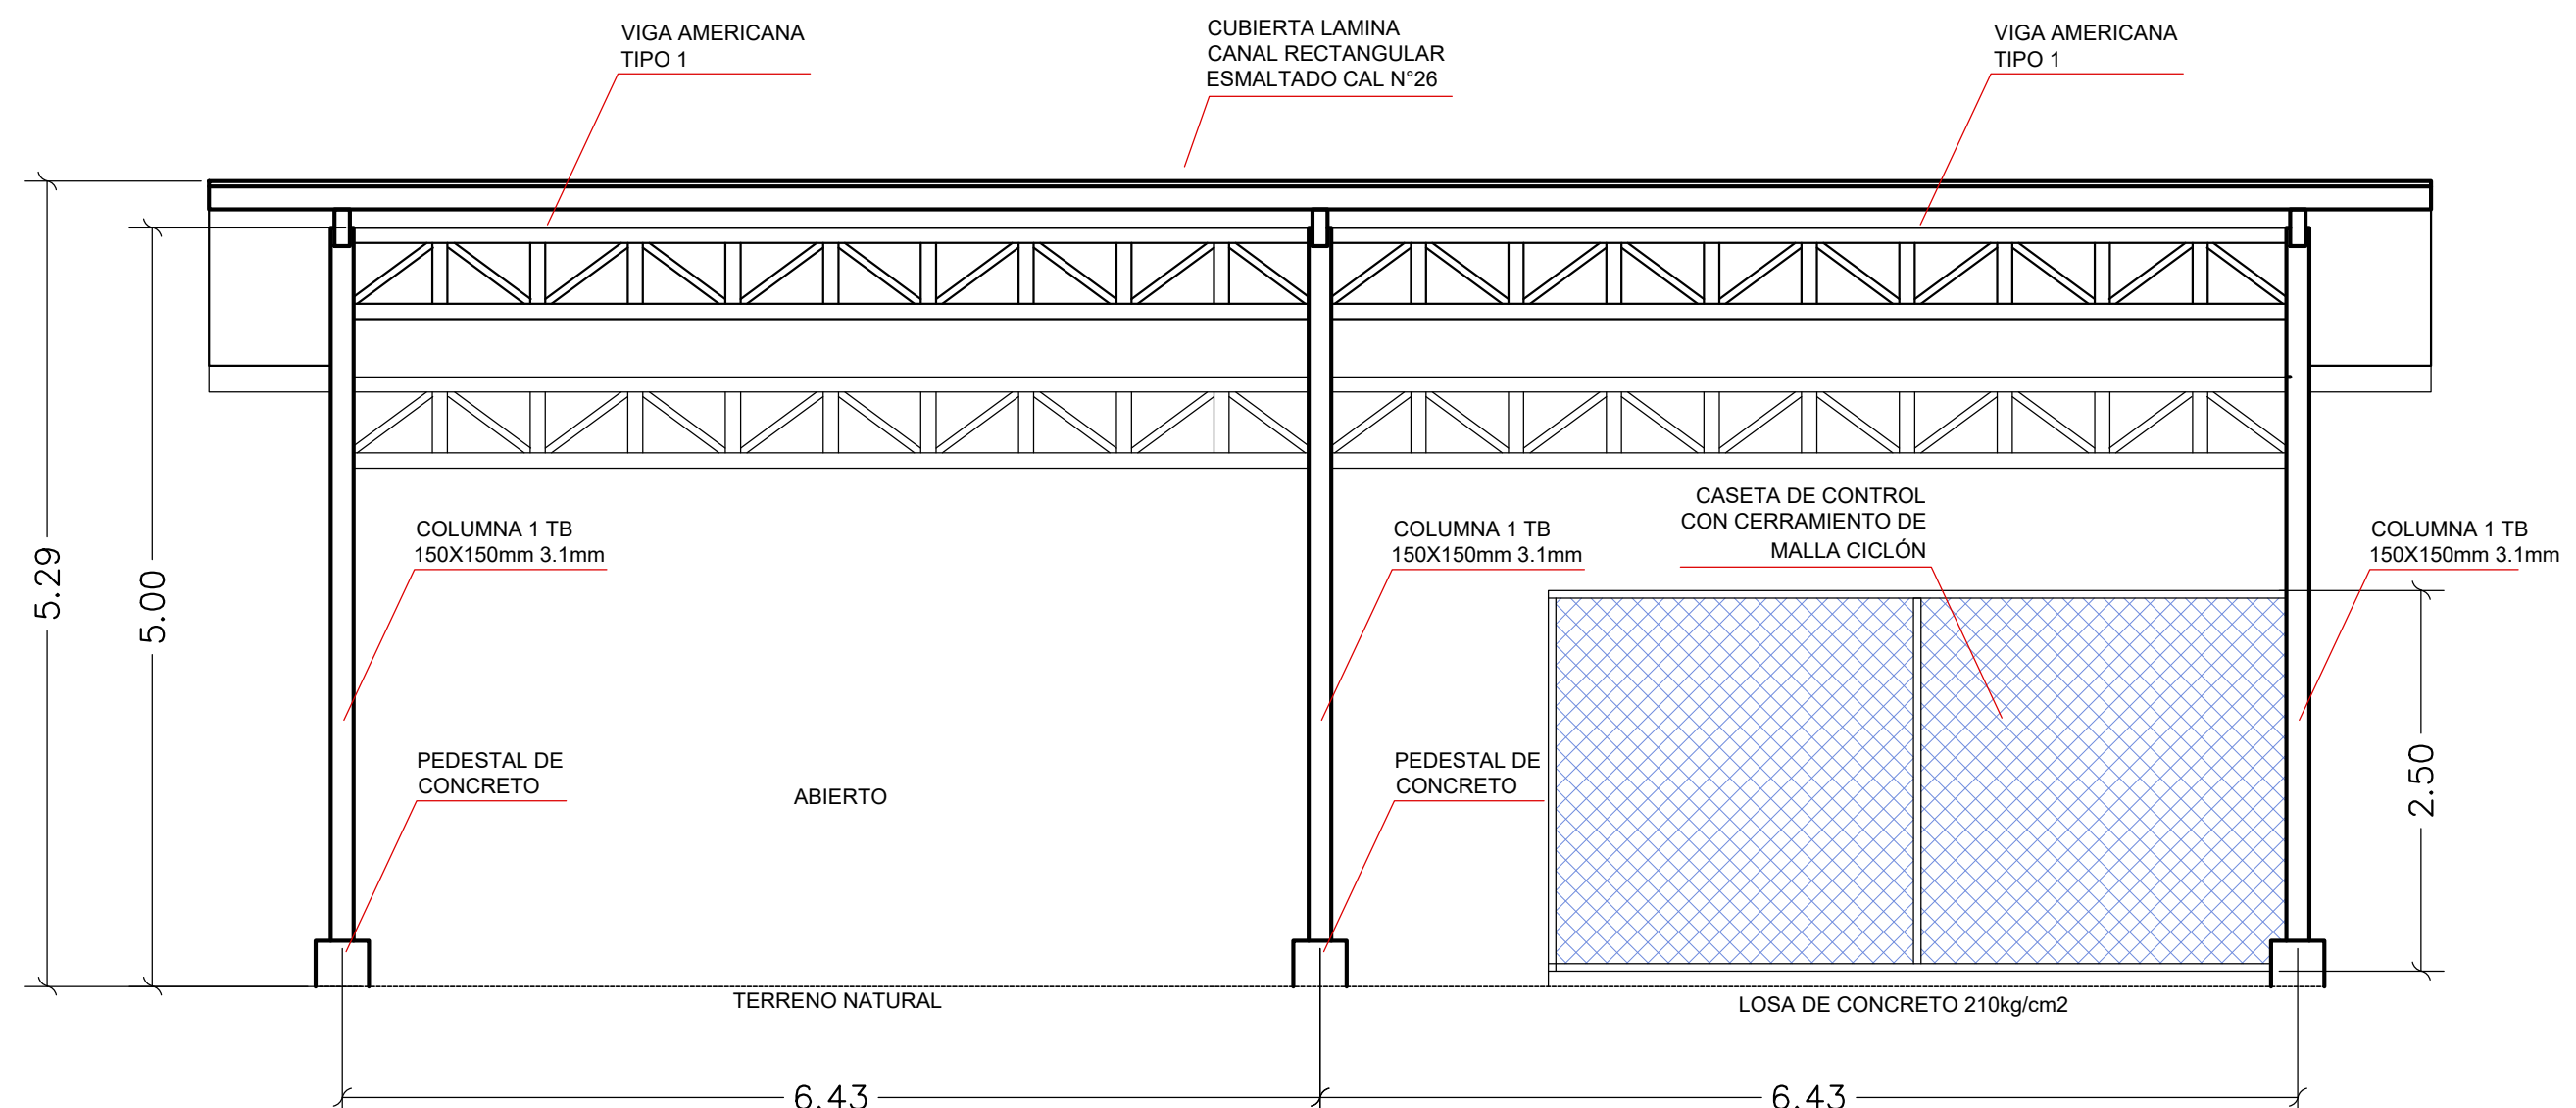 VIGA AMERICANA
TIPO 1
CUBIERTA LAMINA
CANAL RECTANGULAR
ESMALTADO CAL N°26
VIGA AMERICANA
TIPO 1
5.29
5.00
COLUMNA 1 TB
150X150mm 3.1mm
COLUMNA 1 TB
150X150mm 3.1mm
CASETA DE CONTROL
CON CERRAMIENTO DE
MALLA CICLÓN
COLUMNA 1 TB
150X150mm 3.1mm
2.50
PEDESTAL DE
CONCRETO
ABIERTO
PEDESTAL DE
CONCRETO
TERRENO NATURAL
LOSA DE CONCRETO 210kg/cm2
6.43
6.43